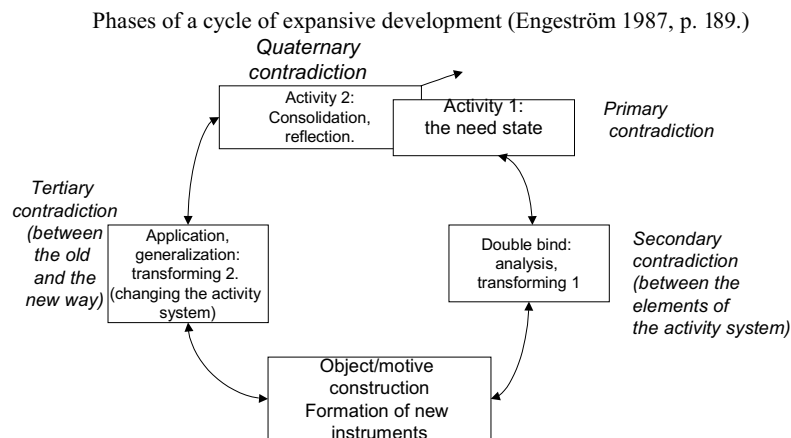 Phases of a cycle of expansive development (Engeström 1987, p. 189.)
Quaternary
contradiction
Activity 2:
Consolidation,
reflection.
Activity 1:
the need state
Primary
contradiction
Tertiary
contradiction
(between
the old
and the
new way)
Application,
generalization:
transforming 2.
(changing the activity
system)
Double bind:
analysis,
transforming 1
Secondary
contradiction
(between the
elements of
the activity system)
Object/motive
construction
Formation of new
instruments